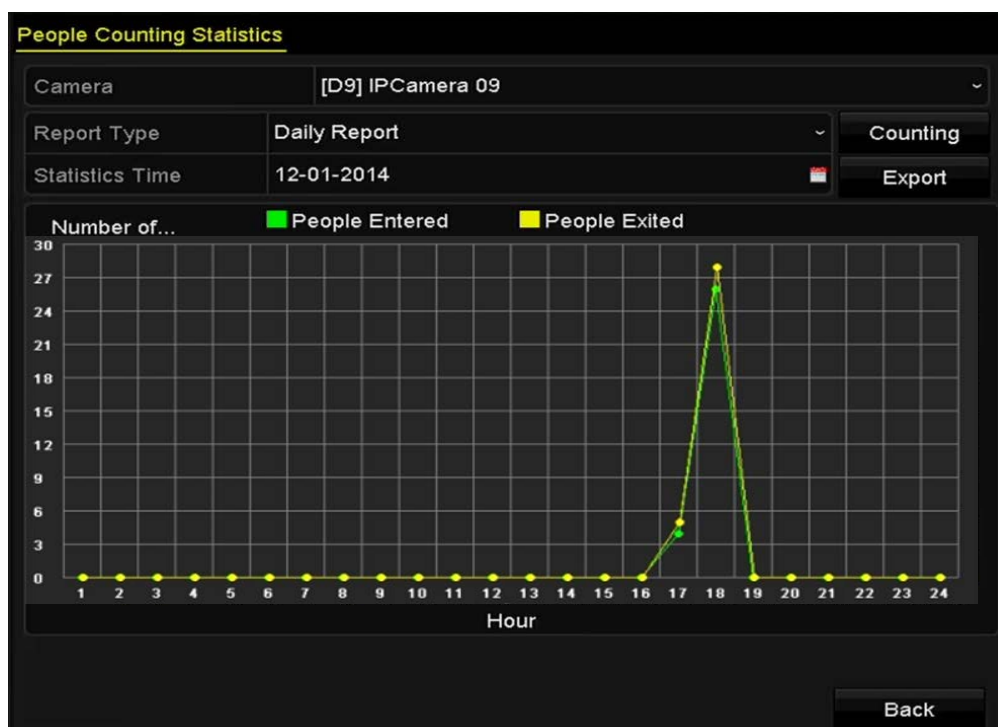 People Counting Statistics
Camera [D9] IPCamera 09
Report Type Daily Report Counting
Statistics Time 12-01-2014 Export
Number of... People Entered People Exited
30
27
24
21
18
15
12
9
6
3
0
1 2 3 4 5 6 7 8 9 10 11 12 13 14 15 16 17 18 19 20 21 22 23 24
Hour
Back